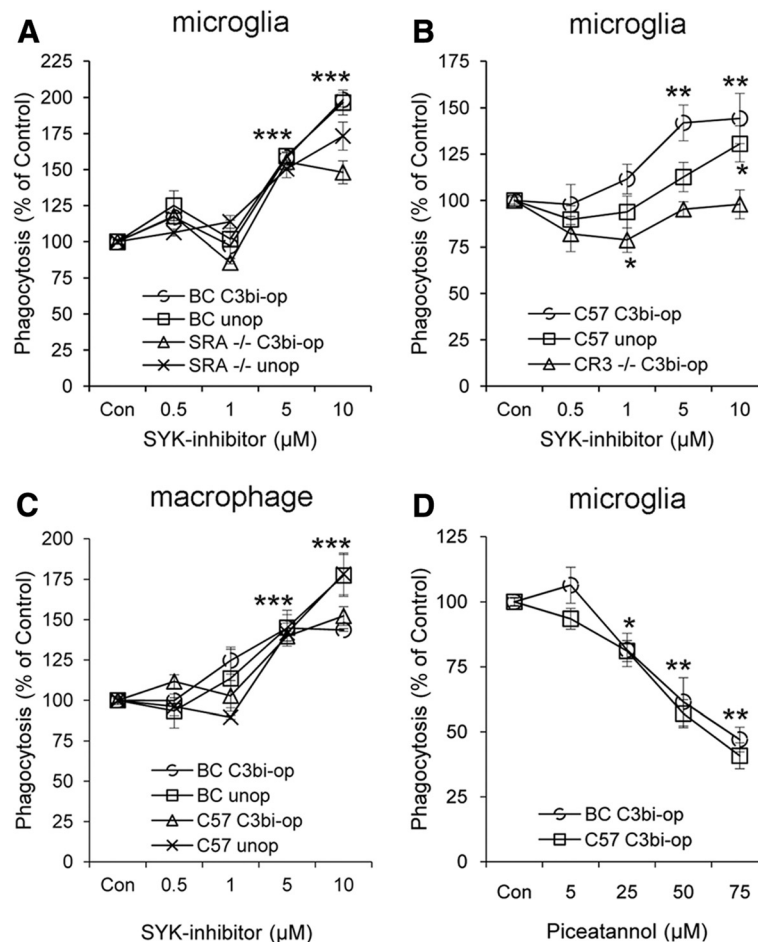 A
microglia
Phagocytosis (% of Control)
225
200
175
150
125
100
75
50
25
0
***
***
BC C3bi-op
BC unop
SRA -/- C3bi-op
SRA -/- unop
Con 0.5 1 5 10
SYK-inhibitor (µM)
B
microglia
Phagocytosis (% of Control)
175
150
125
100
75
50
25
0
** **
*
*
C57 C3bi-op
C57 unop
CR3 -/- C3bi-op
Con 0.5 1 5 10
SYK-inhibitor (µM)
C
macrophage
Phagocytosis (% of Control)
200
175
150
125
100
75
50
25
0
***
***
BC C3bi-op
BC unop
C57 C3bi-op
C57 unop
Con 0.5 1 5 10
SYK-inhibitor (µM)
D
microglia
Phagocytosis (% of Control)
125
100
75
50
25
0
*
**
**
BC C3bi-op
C57 C3bi-op
Con 5 25 50 75
Piceatannol (µM)